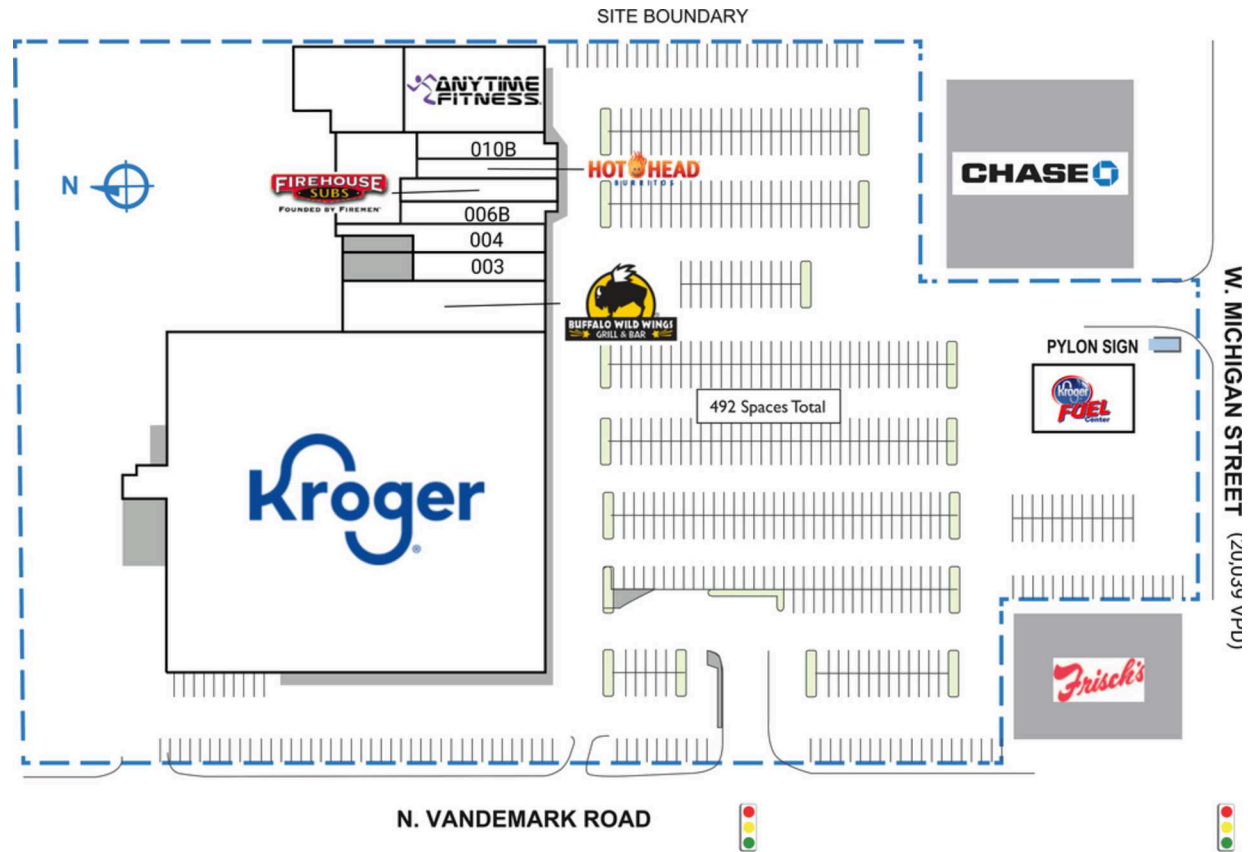 SITE BOUNDARY
ANYTIME
FITNESS
010B
HOT HEAD
BURRITOS
N
FIREHOUSE
SUBS
FOUNDED BY FIREMEN
006B
004
003
CHASE
BUFFALO WILD WINGS
GRILL & BAR
PYLON SIGN
Kroger
FUEL
Center
492 Spaces Total
Kroger
W. MICHIGAN STREET (20,039 VPD)
Frisch's
N. VANDEMARK ROAD